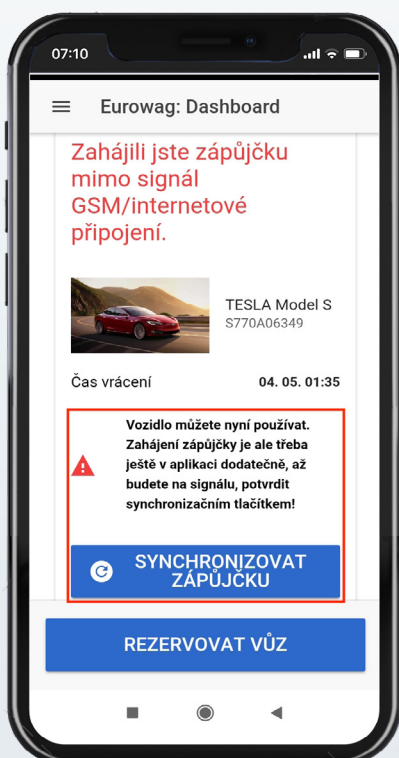 07:10
Eurowag: Dashboard
Zahájili jste zápůjčku
mimo signál
GSM/internetové
připojení.
TESLA Model S
S770A06349
Čas vrácení 04. 05. 01:35
Vozidlo můžete nyní používat.
Zahájení zápůjčky je ale třeba
ještě v aplikaci dodatečně, až
budete na signálu, potvrdit
synchronizačním tlačítkem!
SYNCHRONIZOVAT
ZÁPŮJČKU
REZERVOVAT VŮZ